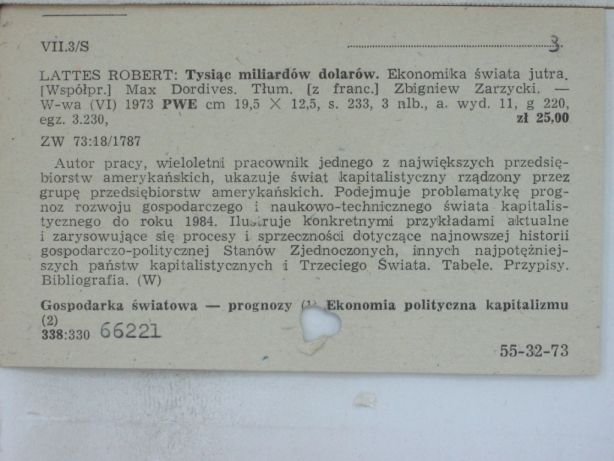 VII.3/S
3
LATTES ROBERT: Tysiąc miliardów dolarów. Ekonomika świata jutra.
[Współpr.] Max Dordives. Tłum. [z franc.] Zbigniew Zarzycki. —
W-wa (VI) 1973 PWE cm 19,5 × 12,5, s. 233, 3 nlb., a. wyd. 11, g 220,
egz. 3.230, zł 25,00
ZW 73:18/1787
Autor pracy, wieloletni pracownik jednego z największych przedsię-
biorstw amerykańskich, ukazuje świat kapitalistyczny rządzony przez
grupę przedsiębiorstw amerykańskich. Podejmuje problematykę prog-
noz rozwoju gospodarczego i naukowo-technicznego świata kapitalis-
tycznego do roku 1984. Ilustruje konkretnymi przykładami aktualne
i zarysowujące się procesy i sprzeczności dotyczące najnowszej historii
gospodarczo-politycznej Stanów Zjednoczonych, innych najpotężniej-
szych państw kapitalistycznych i Trzeciego Świata. Tabele. Przypisy.
Bibliografia. (W)
Gospodarka światowa — prognozy (1) Ekonomia polityczna kapitalizmu
(2)
338:330 66221
55-32-73